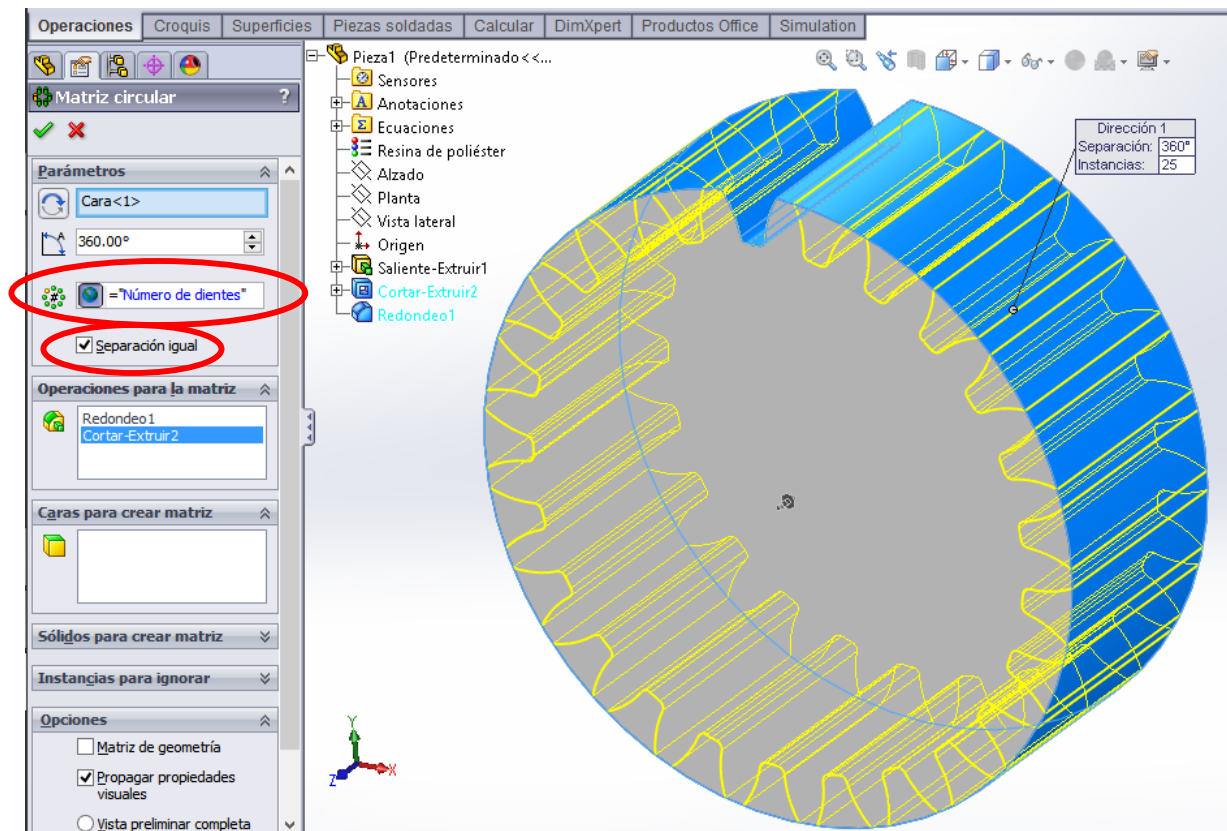 Operaciones Croquis Superficies Piezas soldadas Calcular DimXpert Productos Office Simulation
Matriz circular ?
Parámetros
Cara<1>
360.00°
="Número de dientes"
Separación igual
Operaciones para la matriz
Redondeo1
Cortar-Extruir2
Caras para crear matriz
Sólidos para crear matriz
Instancias para ignorar
Opciones
Matriz de geometría
Propagar propiedades
visuales
Vista preliminar completa
Pieza1 (Predeterminado<<...
Sensores
Anotaciones
Ecuaciones
Resina de poliéster
Alzado
Planta
Vista lateral
Origen
Saliente-Extruir1
Cortar-Extruir2
Redondeo1
Dirección 1
Separación: 360°
Instancias: 25
Y
Z
X